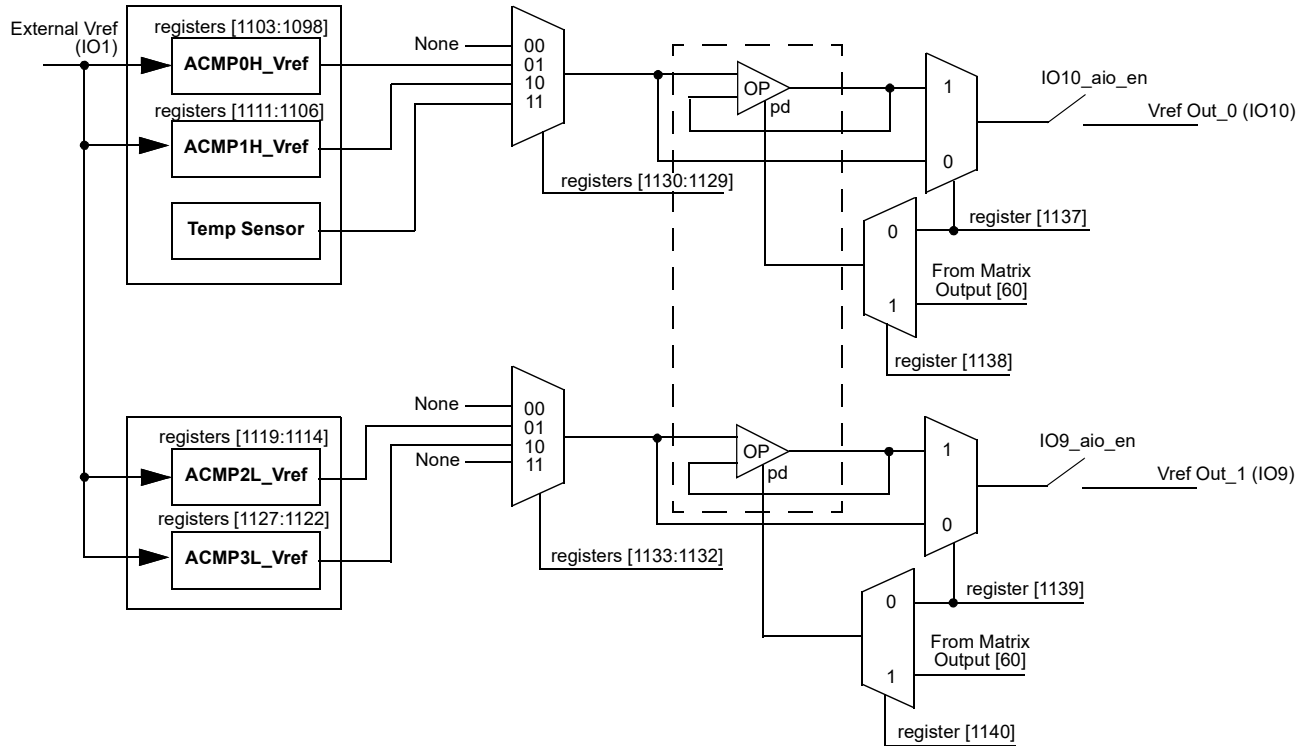 External Vref
(IO1)
registers [1103:1098]
ACMP0H_Vref
registers [1111:1106]
ACMP1H_Vref
Temp Sensor
None
00
01
10
11
registers [1130:1129]
OP
pd
1
0
IO10_aio_en
Vref Out_0 (IO10)
register [1137]
0
From Matrix
Output [60]
1
register [1138]
registers [1119:1114]
ACMP2L_Vref
registers [1127:1122]
ACMP3L_Vref
None
None
00
01
10
11
registers [1133:1132]
OP
pd
1
0
IO9_aio_en
Vref Out_1 (IO9)
register [1139]
0
From Matrix
Output [60]
1
register [1140]